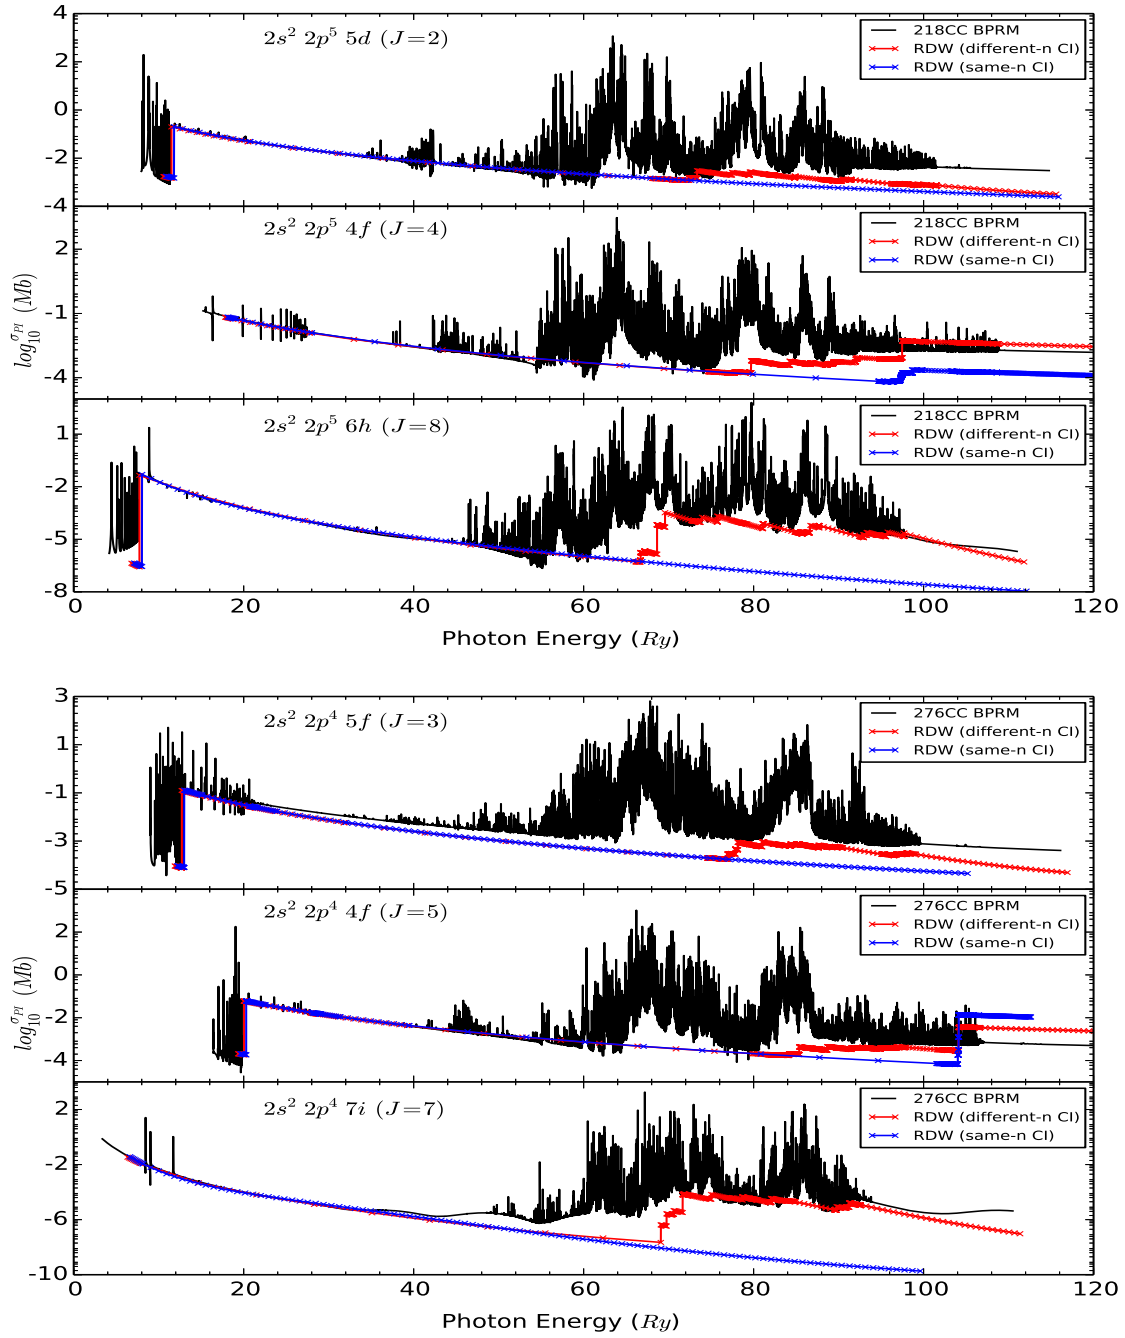 4
2
0
-2
-4
2s² 2p⁵ 5d (J=2)
218CC BPRM
RDW (different-n CI)
RDW (same-n CI)
2
-1
-4
2s² 2p⁵ 4f (J=4)
218CC BPRM
RDW (different-n CI)
RDW (same-n CI)
log₁₀^σPI (Mb)
1
-2
-5
-8
2s² 2p⁵ 6h (J=8)
218CC BPRM
RDW (different-n CI)
RDW (same-n CI)
0 20 40 60 80 100 120
Photon Energy (Ry)
3
1
-1
-3
-5
2s² 2p⁴ 5f (J=3)
276CC BPRM
RDW (different-n CI)
RDW (same-n CI)
2
0
-2
-4
2s² 2p⁴ 4f (J=5)
276CC BPRM
RDW (different-n CI)
RDW (same-n CI)
log₁₀^σPI (Mb)
2
-2
-6
-10
2s² 2p⁴ 7i (J=7)
276CC BPRM
RDW (different-n CI)
RDW (same-n CI)
0 20 40 60 80 100 120
Photon Energy (Ry)